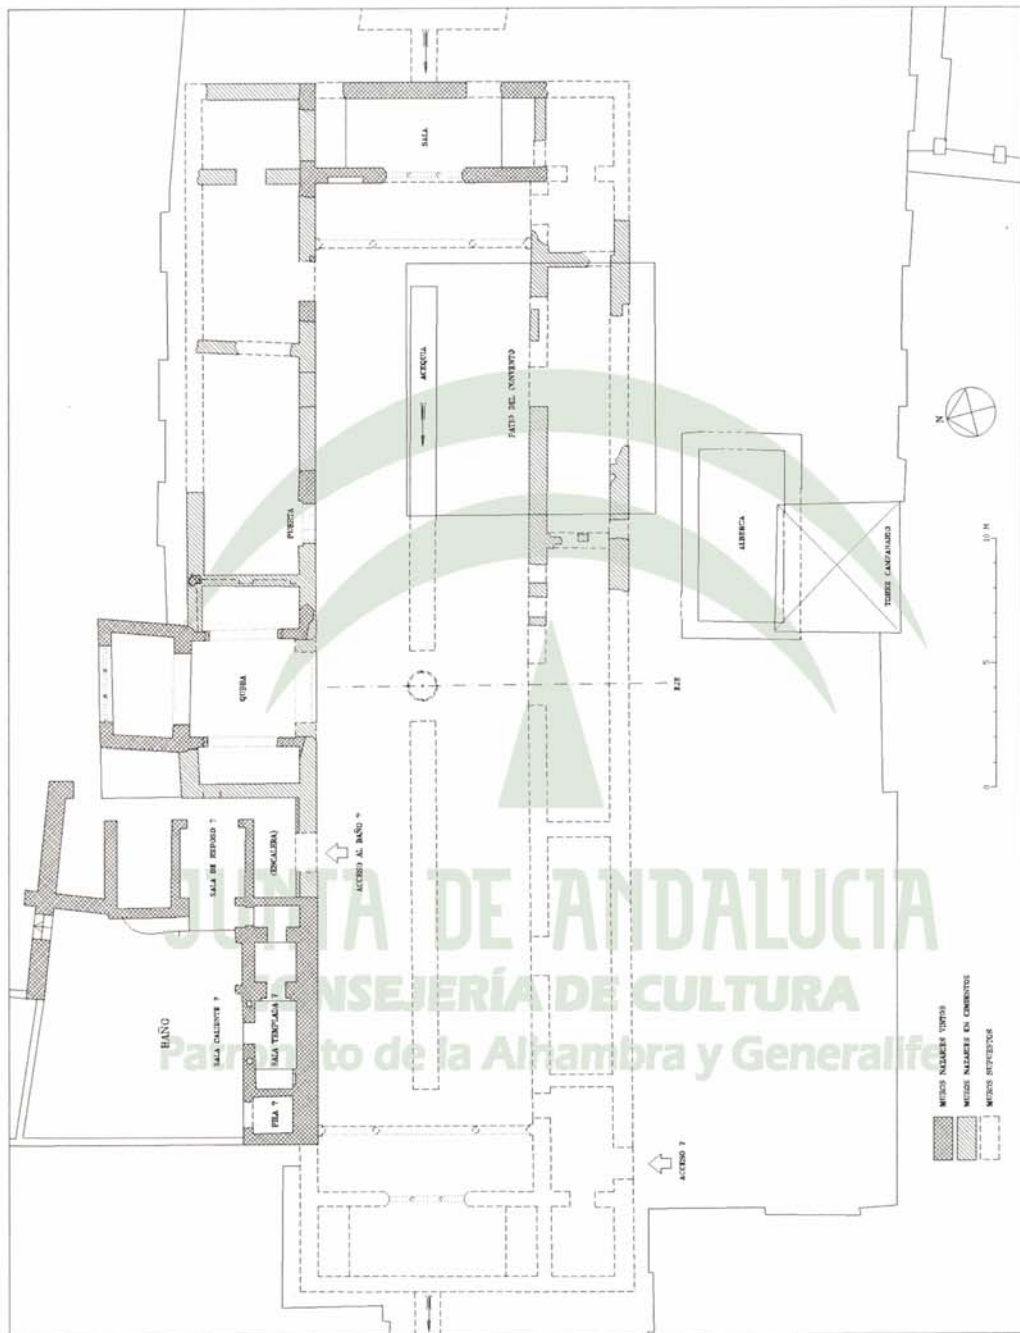 SALA
ACEQUIA
PATIO DEL CONVENTO
PUERTA
N
ALBERCA
TORRE CAMPANARIO
QUBBA
EJE
10 M
5
0
SALA DE REPOSO ?
(ESCALERA)
ACCESO AL BAÑO ?
BAÑO
SALA CALIENTE ?
SALA TEMPLADA ?
PILA ?
ACCESO ?
MUROS NAZARIES VISTOS
MUROS NAZARIES EN CIMIENTOS
MUROS SUPUESTOS
JUNTA DE ANDALUCIA
CONSEJERÍA DE CULTURA
Patronato de la Alhambra y Generalife